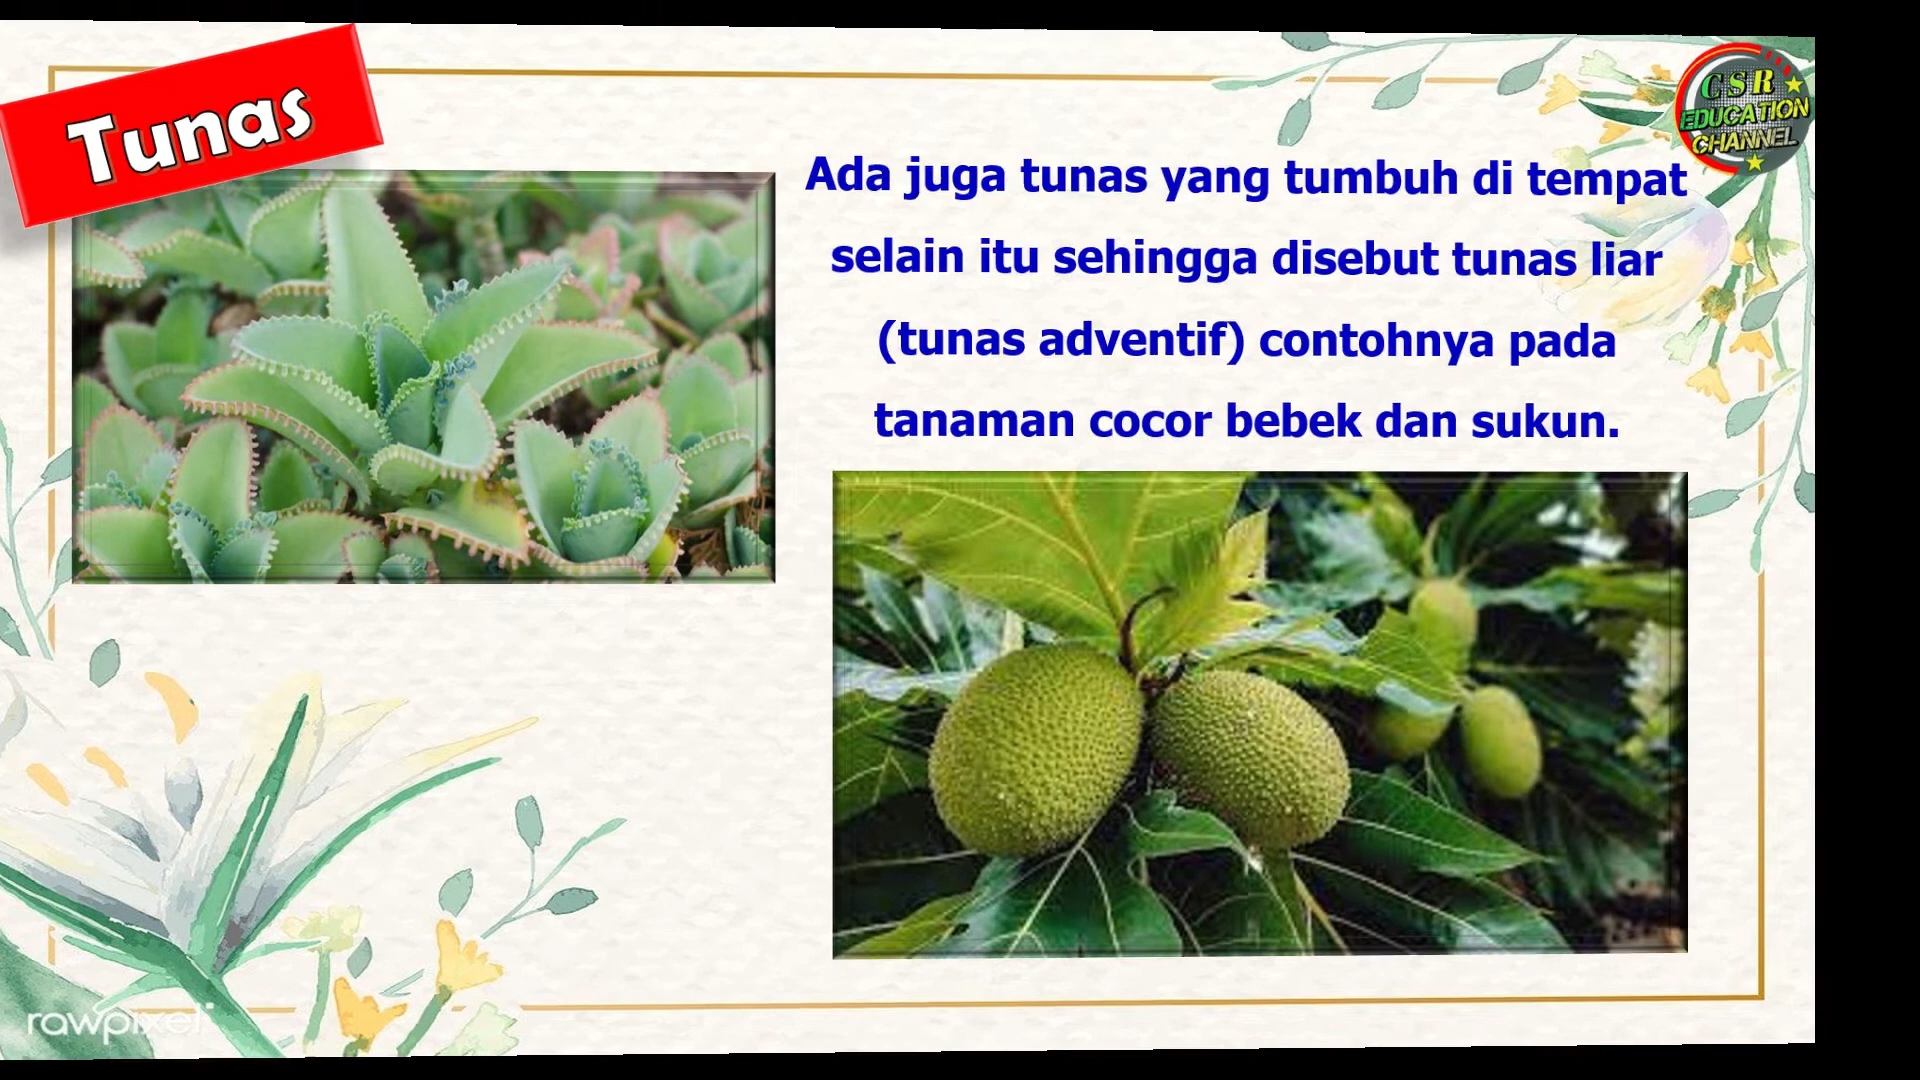 Tunas
CSR
EDUCATION
CHANNEL
Ada juga tunas yang tumbuh di tempat
selain itu sehingga disebut tunas liar
(tunas adventif) contohnya pada
tanaman cocor bebek dan sukun.
rawpixel